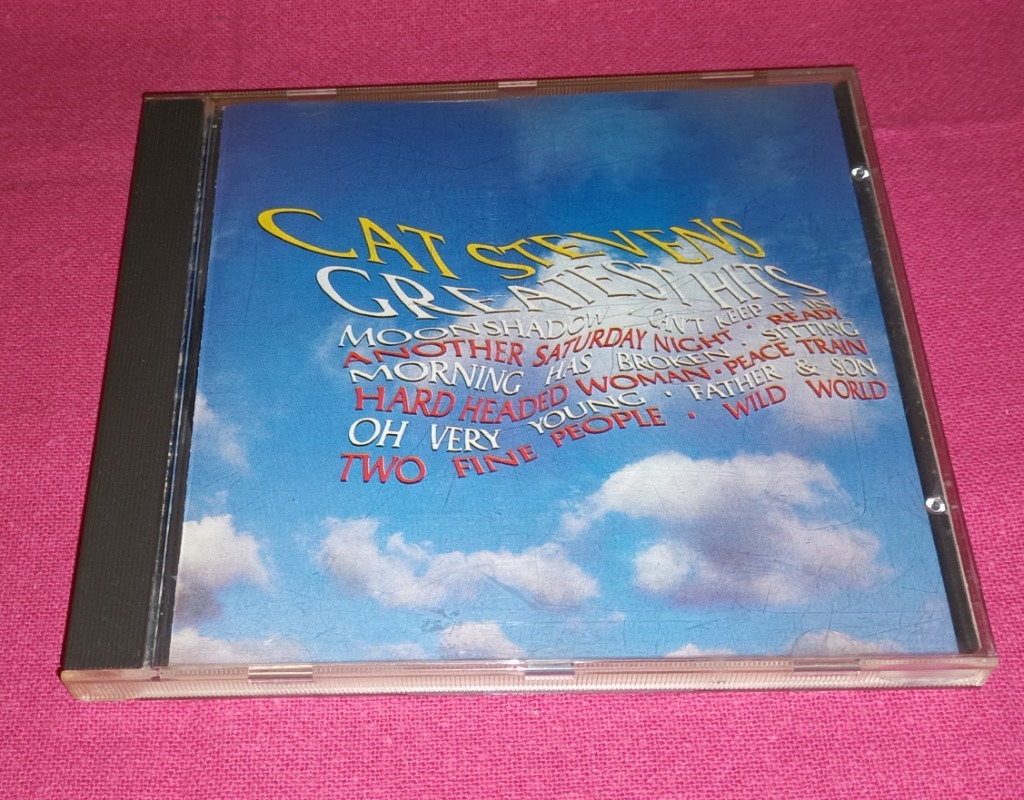 CAT STEVENS
GREATEST HITS
MOONSHADOW · CAN'T KEEP IT IN
ANOTHER SATURDAY NIGHT · READY
MORNING HAS BROKEN · SITTING
HARD HEADED WOMAN · PEACE TRAIN
OH VERY YOUNG · FATHER & SON
TWO FINE PEOPLE · WILD WORLD